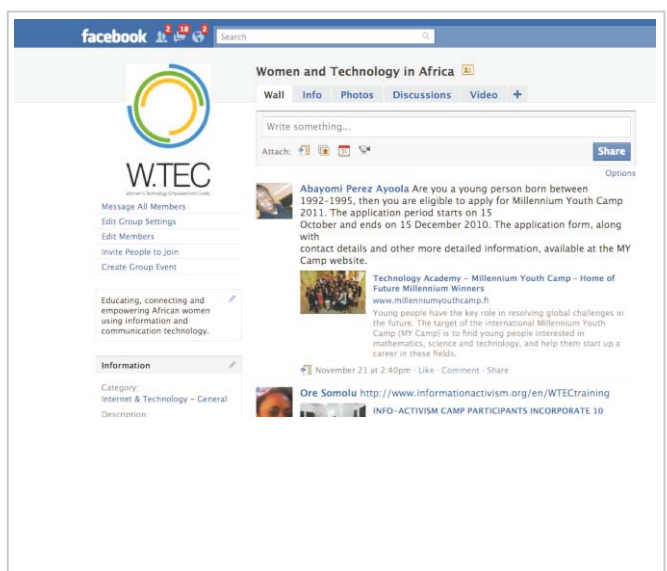 facebook 2 18 2 Search
Women and Technology in Africa
Wall Info Photos Discussions Video +
Write something...
Attach: 31 Share
Options
W.TEC
Women's Technology Empowerment Centre
Message All Members
Edit Group Settings
Edit Members
Invite People to Join
Create Group Event
Educating, connecting and
empowering African women
using information and
communication technology.
Information
Category:
Internet & Technology - General
Description:
Abayomi Perez Ayoola Are you a young person born between
1992-1995, then you are eligible to apply for Millennium Youth Camp
2011. The application period starts on 15
October and ends on 15 December 2010. The application form, along
with
contact details and other more detailed information, available at the MY
Camp website.
Technology Academy - Millennium Youth Camp - Home of
Future Millennium Winners
www.millenniumyouthcamp.fi
Young people have the key role in resolving global challenges in
the future. The target of the international Millennium Youth
Camp (MY Camp) is to find young people interested in
mathematics, science and technology, and help them start up a
career in these fields.
November 21 at 2:40pm · Like · Comment · Share
Ore Somolu http://www.informationactivism.org/en/WTECtraining
INFO-ACTIVISM CAMP PARTICIPANTS INCORPORATE 10